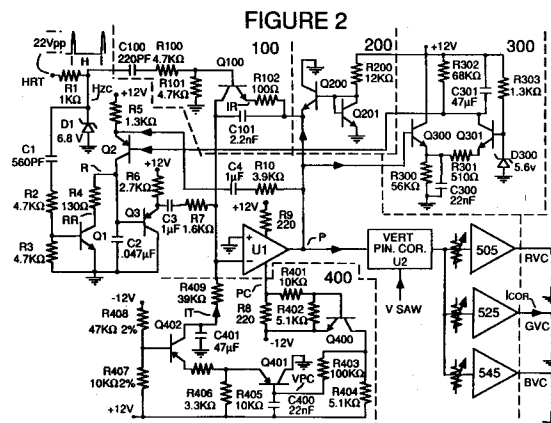 FIGURE 2
22Vpp
HRT
R1
1KΩ
H
Hzc
D1
6.8 V
C100
220PF
R100
4.7KΩ
R101
4.7KΩ
Q100
100
R102
100Ω
IR
C101
2.2nF
200
+12V
R200
12KΩ
Q200
Q201
300
+12V
R302
68KΩ
C301
47µF
R303
1.3KΩ
Q300
Q301
R300
56KΩ
R301
510Ω
C300
22nF
D300
5.6v
+12V
R5
1.3KΩ
Q2
C1
560PF
R
R2
4.7KΩ
R4
130Ω
RR
Q1
R3
4.7KΩ
+12V
R6
2.7KΩ
Q3
C2
.047µF
C3
1µF
R7
1.6KΩ
C4
1µF
R10
3.9KΩ
+12V
R9
220
+
-
U1
P
VERT
PIN. COR.
U2
V SAW
505
RVC
525
ICOR
GVC
545
BVC
400
PC
R401
10KΩ
R8
220
R402
5.1KΩ
-12V
Q400
R409
39KΩ
IT
-12V
R408
47KΩ 2%
Q402
C401
47µF
Q401
R403
100KΩ
VPC
R407
10KΩ2%
R406
3.3KΩ
R405
10KΩ
C400
22nF
R404
5.1KΩ
+12V